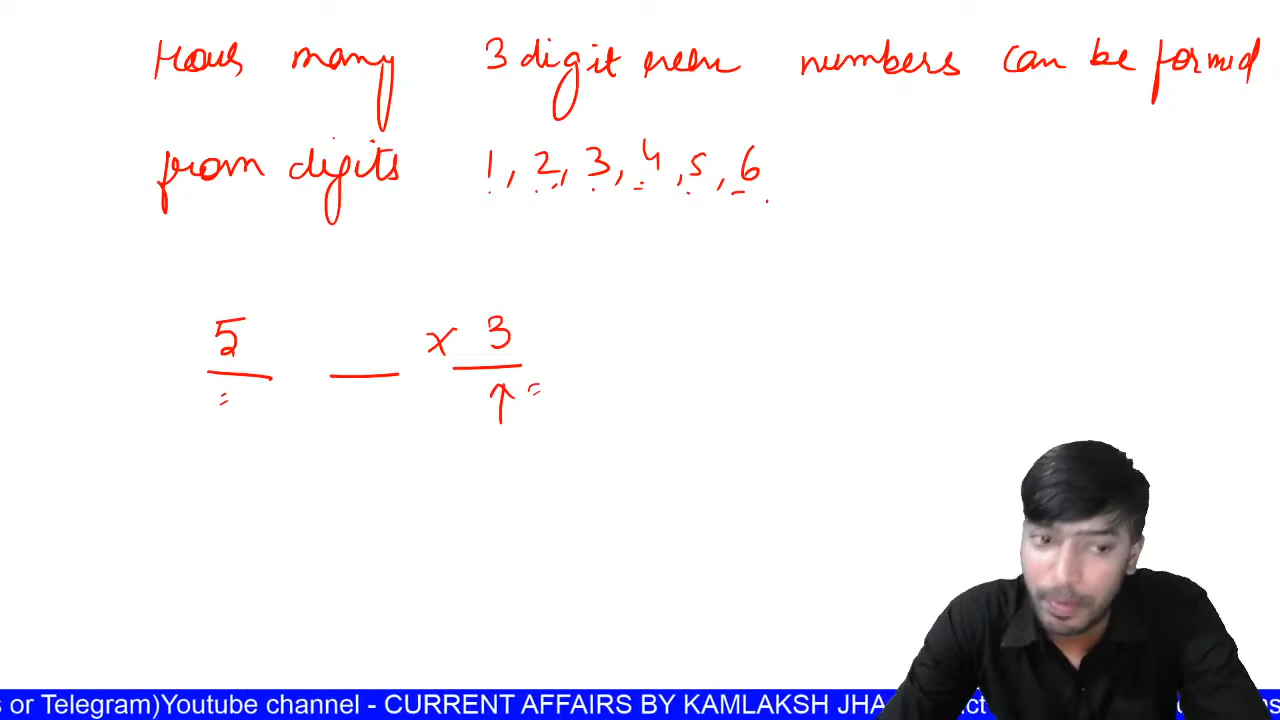 How many 3 digit even numbers can be formed
from digits 1, 2, 3, 4, 5, 6
5 __ × 3
↑
s or Telegram)Youtube channel - CURRENT AFFAIRS BY KAMLAKSH JHA